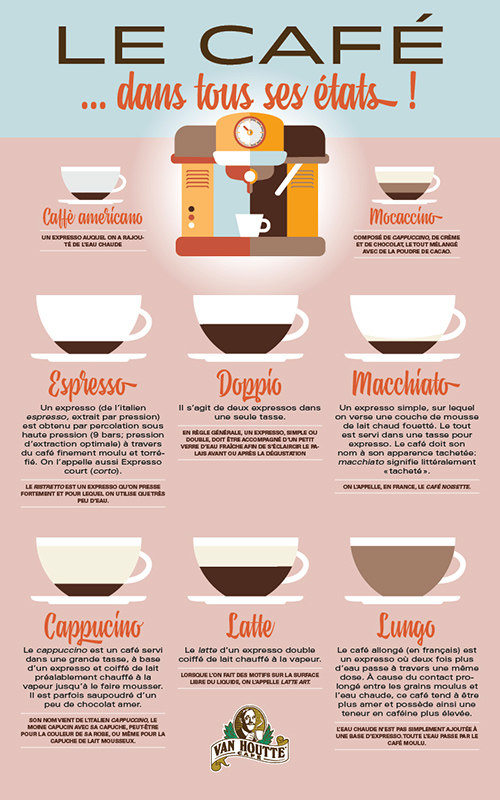 LE CAFÉ
... dans tous ses états !
Caffè americano
UN EXPRESSO AUQUEL ON A RAJOU-
TÉ DE L'EAU CHAUDE
Mocaccino
COMPOSÉ DE CAPPUCCINO, DE CRÈME
ET DE CHOCOLAT, LE TOUT MÉLANGÉ
AVEC DE LA POUDRE DE CACAO.
Espresso
Un expresso (de l'italien
espresso, extrait par pression)
est obtenu par percolation sous
haute pression (9 bars; pression
d'extraction optimale) à travers
du café finement moulu et torré-
fié. On l'appelle aussi Expresso
court (corto).
LE RISTRETTO EST UN EXPRESSO QU'ON PRESSE
FORTEMENT ET POUR LEQUEL ON UTILISE QUE TRÈS
PEU D'EAU.
Doppio
Il s'agit de deux expressos dans
une seule tasse.
EN RÈGLE GÉNÉRALE, UN EXPRESSO, SIMPLE OU
DOUBLE, DOIT ÊTRE ACCOMPAGNÉ D'UN PETIT
VERRE D'EAU FRAÎCHE AFIN DE S'ÉCLAIRCIR LE PA-
LAIS AVANT OU APRÈS LA DÉGUSTATION
Macchiato
Un expresso simple, sur lequel
on verse une couche de mousse
de lait chaud fouetté. Le tout
est servi dans une tasse pour
expresso. Le café doit son
nom à son apparence tachetée:
macchiato signifie littéralement
« tacheté ».
ON L'APPELLE, EN FRANCE, LE CAFÉ NOISETTE.
Cappucino
Le cappucino est un café servi
dans une grande tasse, à base
d'un expresso et coiffé de lait
préalablement chauffé à la
vapeur jusqu'à le faire mousser.
Il est parfois saupoudré d'un
peu de chocolat amer.
SON NOM VIENT DE L'ITALIEN CAPPUCINO, LE
MOINE CAPUCIN AVEC SA CAPUCHE, PEUT-ÊTRE
POUR LA COULEUR DE SA ROBE, OU MÊME POUR LA
CAPUCHE DE LAIT MOUSSEUX.
Latte
Le latte d'un expresso double
coiffé de lait chauffé à la vapeur.
LORSQUE L'ON FAIT DES MOTIFS SUR LA SURFACE
LIBRE DU LIQUIDE, ON L'APPELLE LATTE ART.
Lungo
Le café allongé (en français) est
un expresso où deux fois plus
d'eau passe à travers une même
dose. À cause du contact pro-
longé entre les grains moulus et
l'eau chaude, ce café tend à être
plus amer et possède ainsi une
teneur en caféine plus élevée.
L'EAU CHAUDE N'EST PAS SIMPLEMENT AJOUTÉE À
UNE BASE D'EXPRESSO. TOUTE L'EAU PASSE PAR LE
CAFÉ MOULU.
VAN HOUTTE
CAFÉ